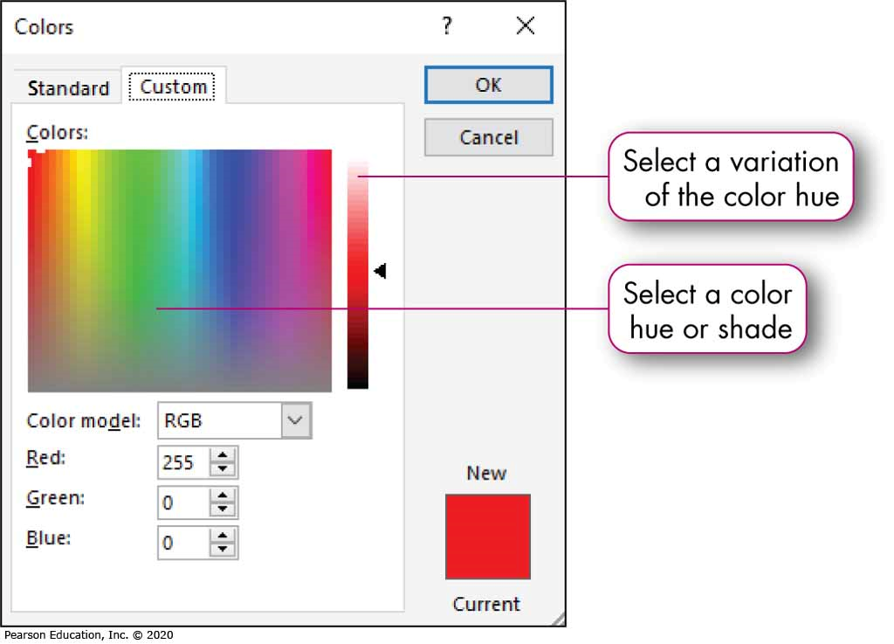 Colors ? ×
Standard Custom
OK
Cancel
Colors:
Select a variation
of the color hue
Select a color
hue or shade
Color model: RGB
Red: 255
Green: 0
Blue: 0
New
Current
Pearson Education, Inc. © 2020